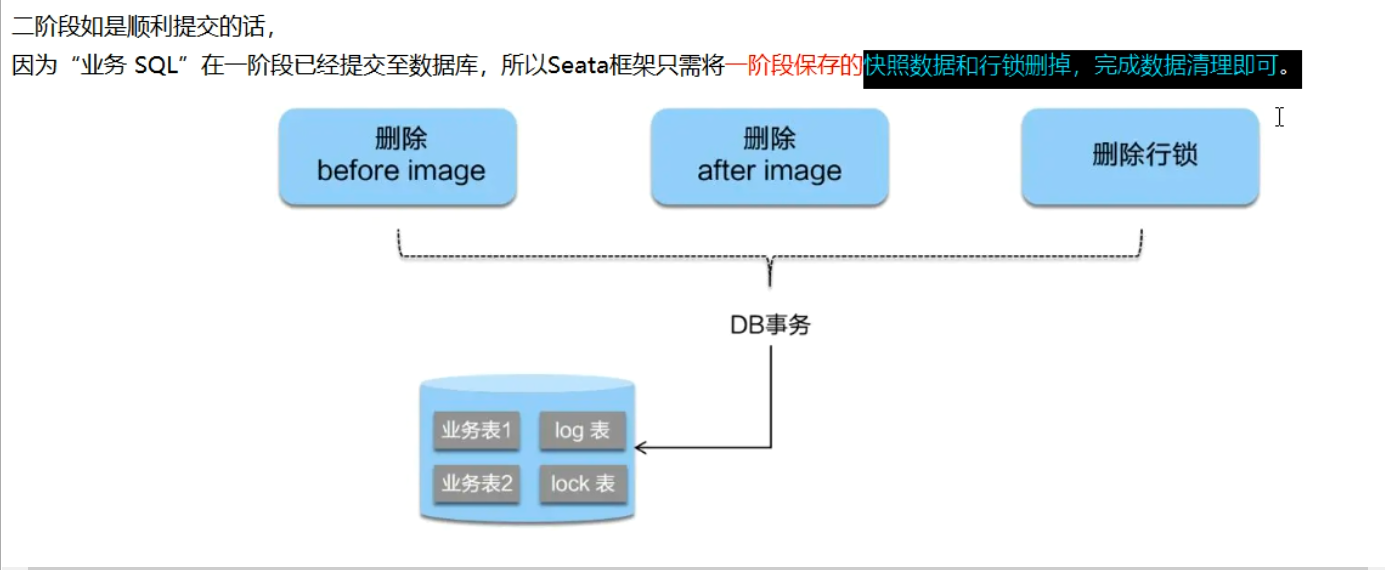 二阶段如是顺利提交的话，
因为“业务 SQL”在一阶段已经提交至数据库，所以Seata框架只需将一阶段保存的快照数据和行锁删掉，完成数据清理即可。
删除
before image
删除
after image
删除行锁
DB事务
业务表1
log 表
业务表2
lock 表